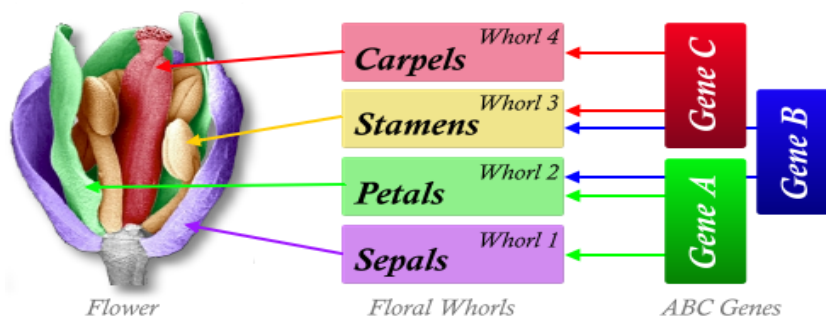 Whorl 4
Carpels
Whorl 3
Stamens
Whorl 2
Petals
Whorl 1
Sepals
Gene C
Gene B
Gene A
Flower
Floral Whorls
ABC Genes